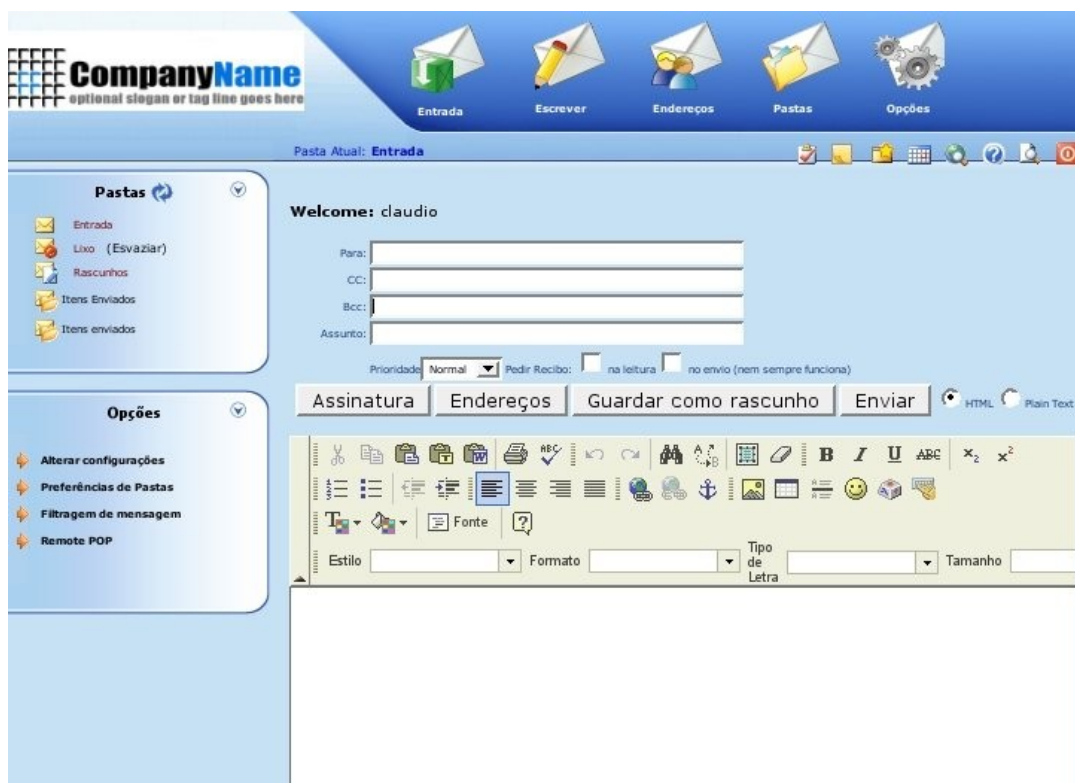 CompanyName
optional slogan or tag line goes here
Entrada
Escrever
Endereços
Pastas
Opções
Pasta Atual: Entrada
Pastas
Entrada
Lixo (Esvaziar)
Rascunhos
Itens Enviados
Itens enviados
Opções
Alterar configurações
Preferências de Pastas
Filtragem de mensagem
Remote POP
Welcome: claudio
Para:
CC:
Bcc:
Assunto:
Prioridade Normal Pedir Recibo: na leitura no envio (nem sempre funciona)
Assinatura Endereços Guardar como rascunho Enviar HTML Plain Text
T W ABC A B B I U ABC x₂ x²
T Fonte ?
Estilo Formato Tipo de Letra Tamanho